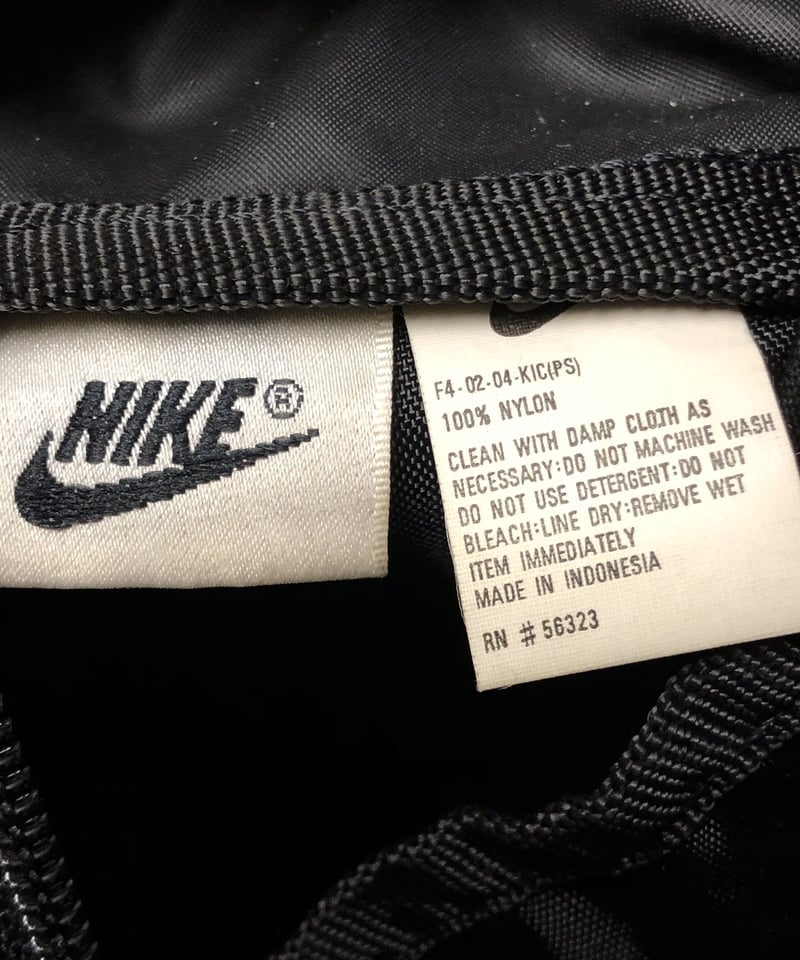 NIKE®
F4-02-04-KIC(PS)
100% NYLON
CLEAN WITH DAMP CLOTH AS
NECESSARY:DO NOT MACHINE WASH
DO NOT USE DETERGENT:DO NOT
BLEACH:LINE DRY:REMOVE WET
ITEM IMMEDIATELY
MADE IN INDONESIA
RN # 56323